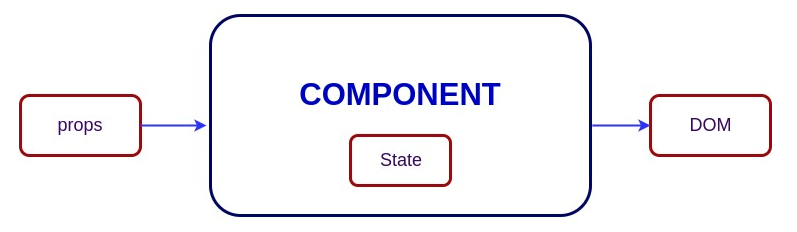 props
COMPONENT
State
DOM